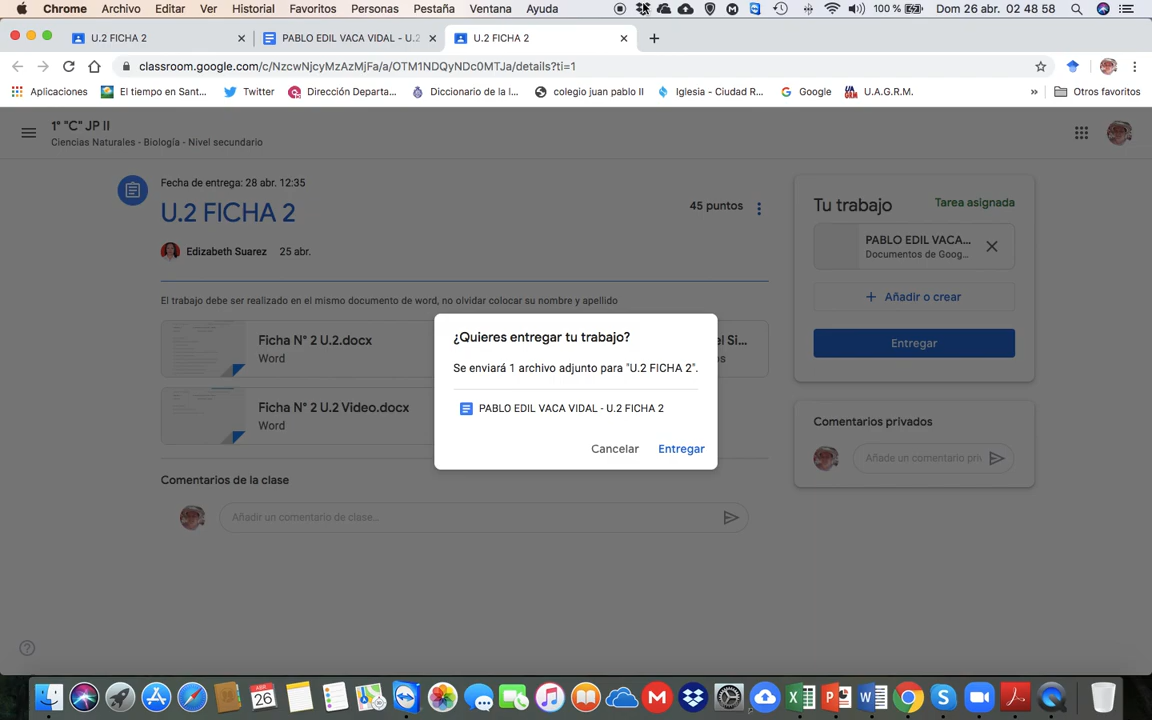 Chrome Archivo Editar Ver Historial Favoritos Personas Pestaña Ventana Ayuda 100 % Dom 26 abr. 02 48 58
U.2 FICHA 2 PABLO EDIL VACA VIDAL - U.2 U.2 FICHA 2
classroom.google.com/c/NzcwNjcyMzAzMjFa/a/OTM1NDQyNDc0MTJa/details?ti=1
Aplicaciones El tiempo en Sant... Twitter Dirección Departa... Diccionario de la l... colegio juan pablo II Iglesia - Ciudad R... Google U.A.G.R.M. » Otros favoritos
1° "C" JP II
Ciencias Naturales - Biología - Nivel secundario
Fecha de entrega: 28 abr. 12:35
U.2 FICHA 2
45 puntos
Edizabeth Suarez 25 abr.
El trabajo debe ser realizado en el mismo documento de word, no olvidar colocar su nombre y apellido
Ficha N° 2 U.2.docx
Word
el Si...
Ficha N° 2 U.2 Video.docx
Word
Comentarios de la clase
Añadir un comentario de clase...
¿Quieres entregar tu trabajo?
Se enviará 1 archivo adjunto para "U.2 FICHA 2".
PABLO EDIL VACA VIDAL - U.2 FICHA 2
Cancelar Entregar
Tu trabajo Tarea asignada
PABLO EDIL VACA...
Documentos de Goog...
+ Añadir o crear
Entregar
Comentarios privados
Añade un comentario priv
ABR
26